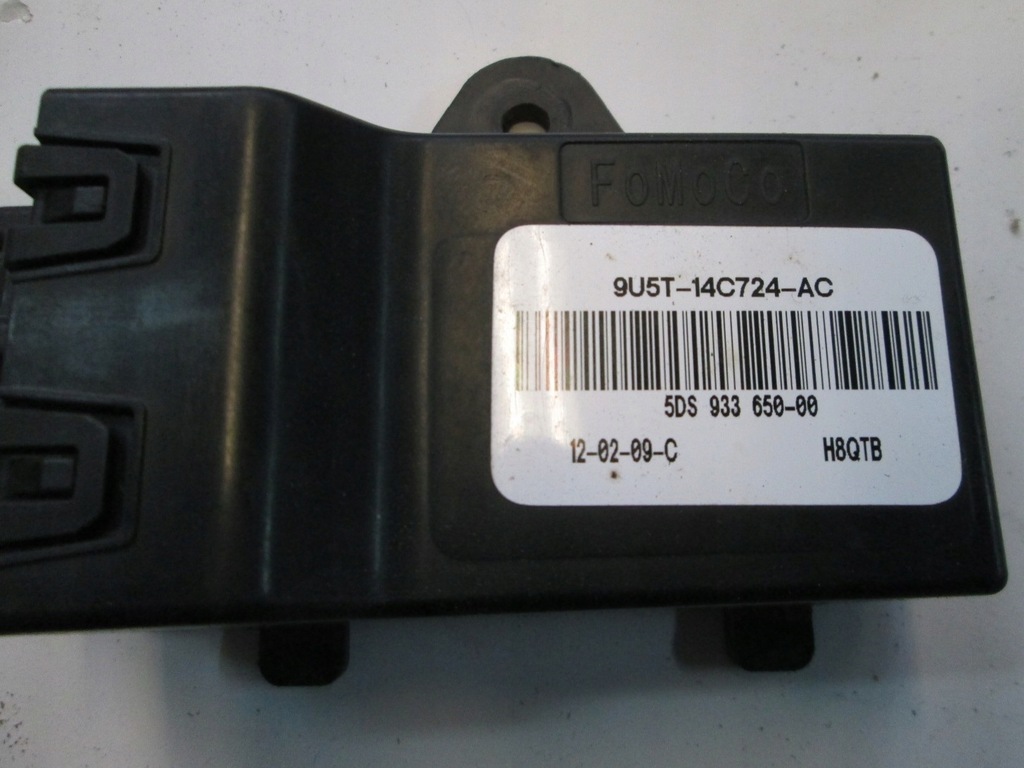 FoMoCo
9U5T-14C724-AC
5DS 933 650-00
12-02-09-C H8QTB